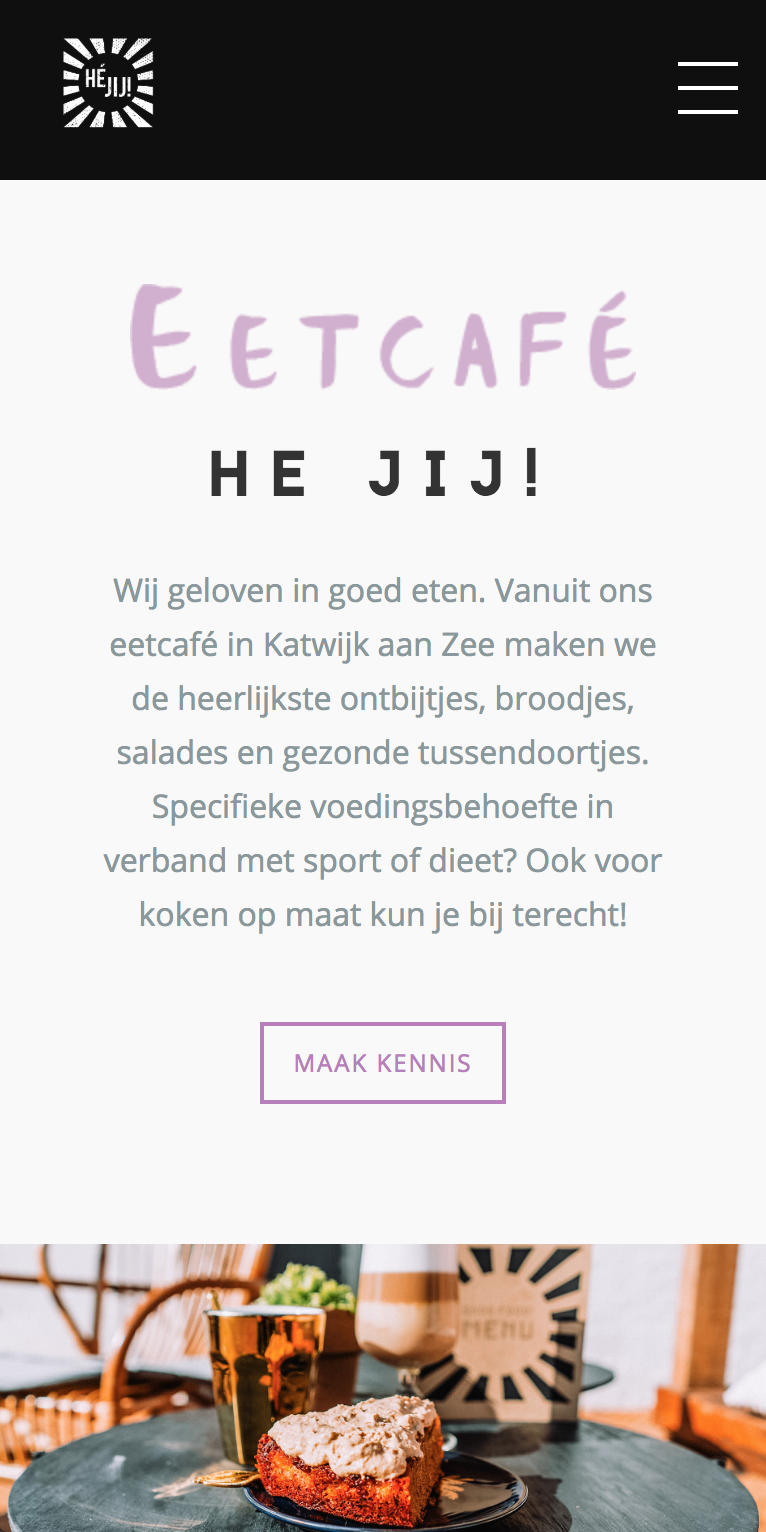 HÉ
JIJ!
EETCAFÉ
HE JIJ!
Wij geloven in goed eten. Vanuit ons
eetcafé in Katwijk aan Zee maken we
de heerlijkste ontbijtjes, broodjes,
salades en gezonde tussendoortjes.
Specifieke voedingsbehoefte in
verband met sport of dieet? Ook voor
koken op maat kun je bij terecht!
MAAK KENNIS
MENU